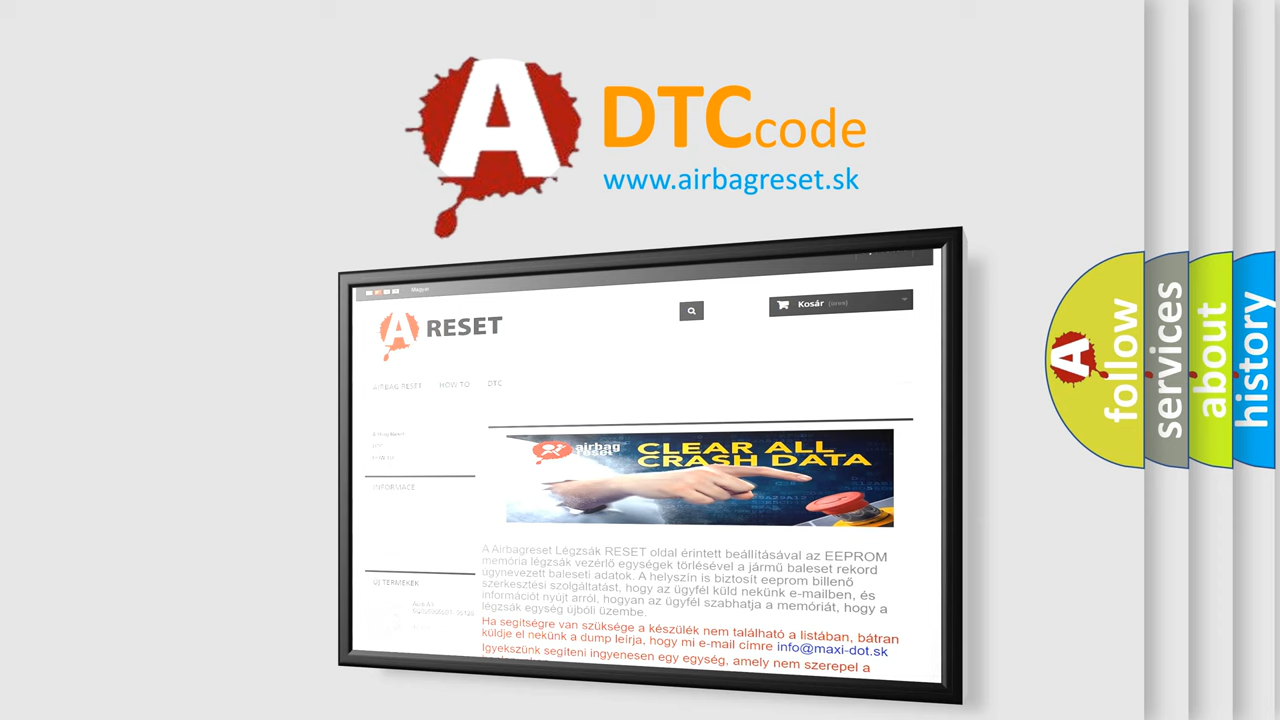 A
DTC code
www.airbagreset.sk
Magyar
Kosár (üres)
A RESET
AIRBAG RESET HOW TO DTC
INFORMACE
airbag
reset
CLEAR ALL
CRASH DATA
A Airbagreset Légzsák RESET oldal érintett beállításával az EEPROM
memória légzsák vezérlő egységek törlésével a jármű baleset rekord
úgynevezett baleseti adatok. A helyszín is biztosít eeprom billenő
szerkesztési szolgáltatást, hogy az ügyfél küld nekünk e-mailben, és
információt nyújt arról, hogyan az ügyfél szabhatja a memóriát, hogy a
légzsák egység újbóli üzembe.
Ha segítségre van szüksége a készülék nem található a listában, bátran
küldje el nekünk a dump leírja, hogy mi e-mail címre info@maxi-dot.sk
Igyekszünk segíteni ingyenesen egy egység, amely nem szerepel a
ÚJ TERMÉKEK
A
follow
services
about
history